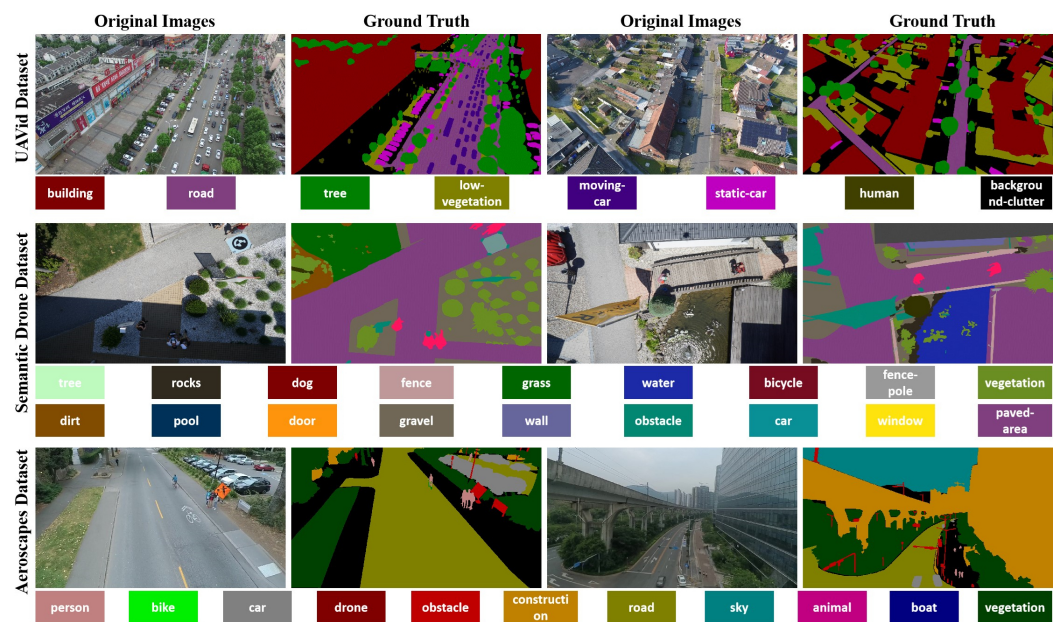 Original Images Ground Truth Original Images Ground Truth
UAVid Dataset
building road tree low-vegetation moving-car static-car human backgrou
nd-clutter
Semantic Drone Dataset
tree rocks dog fence grass water bicycle fence-pole vegetation
dirt pool door gravel wall obstacle car window paved-area
Aeroscapes Dataset
person bike car drone obstacle constructi
on road sky animal boat vegetation